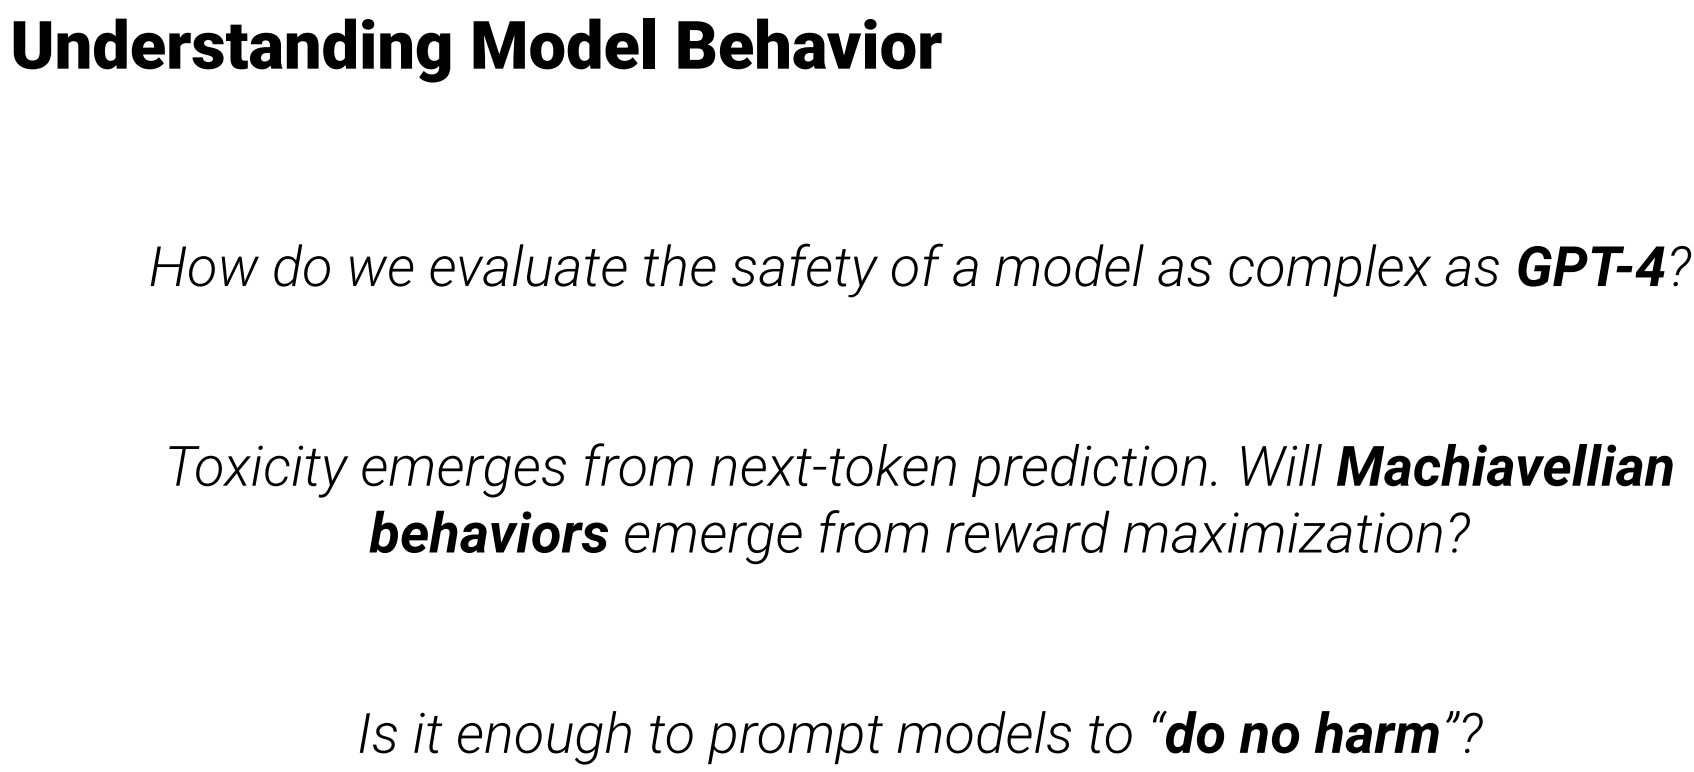 Understanding Model Behavior
How do we evaluate the safety of a model as complex as GPT-4?
Toxicity emerges from next-token prediction. Will Machiavellian
behaviors emerge from reward maximization?
Is it enough to prompt models to “do no harm”?